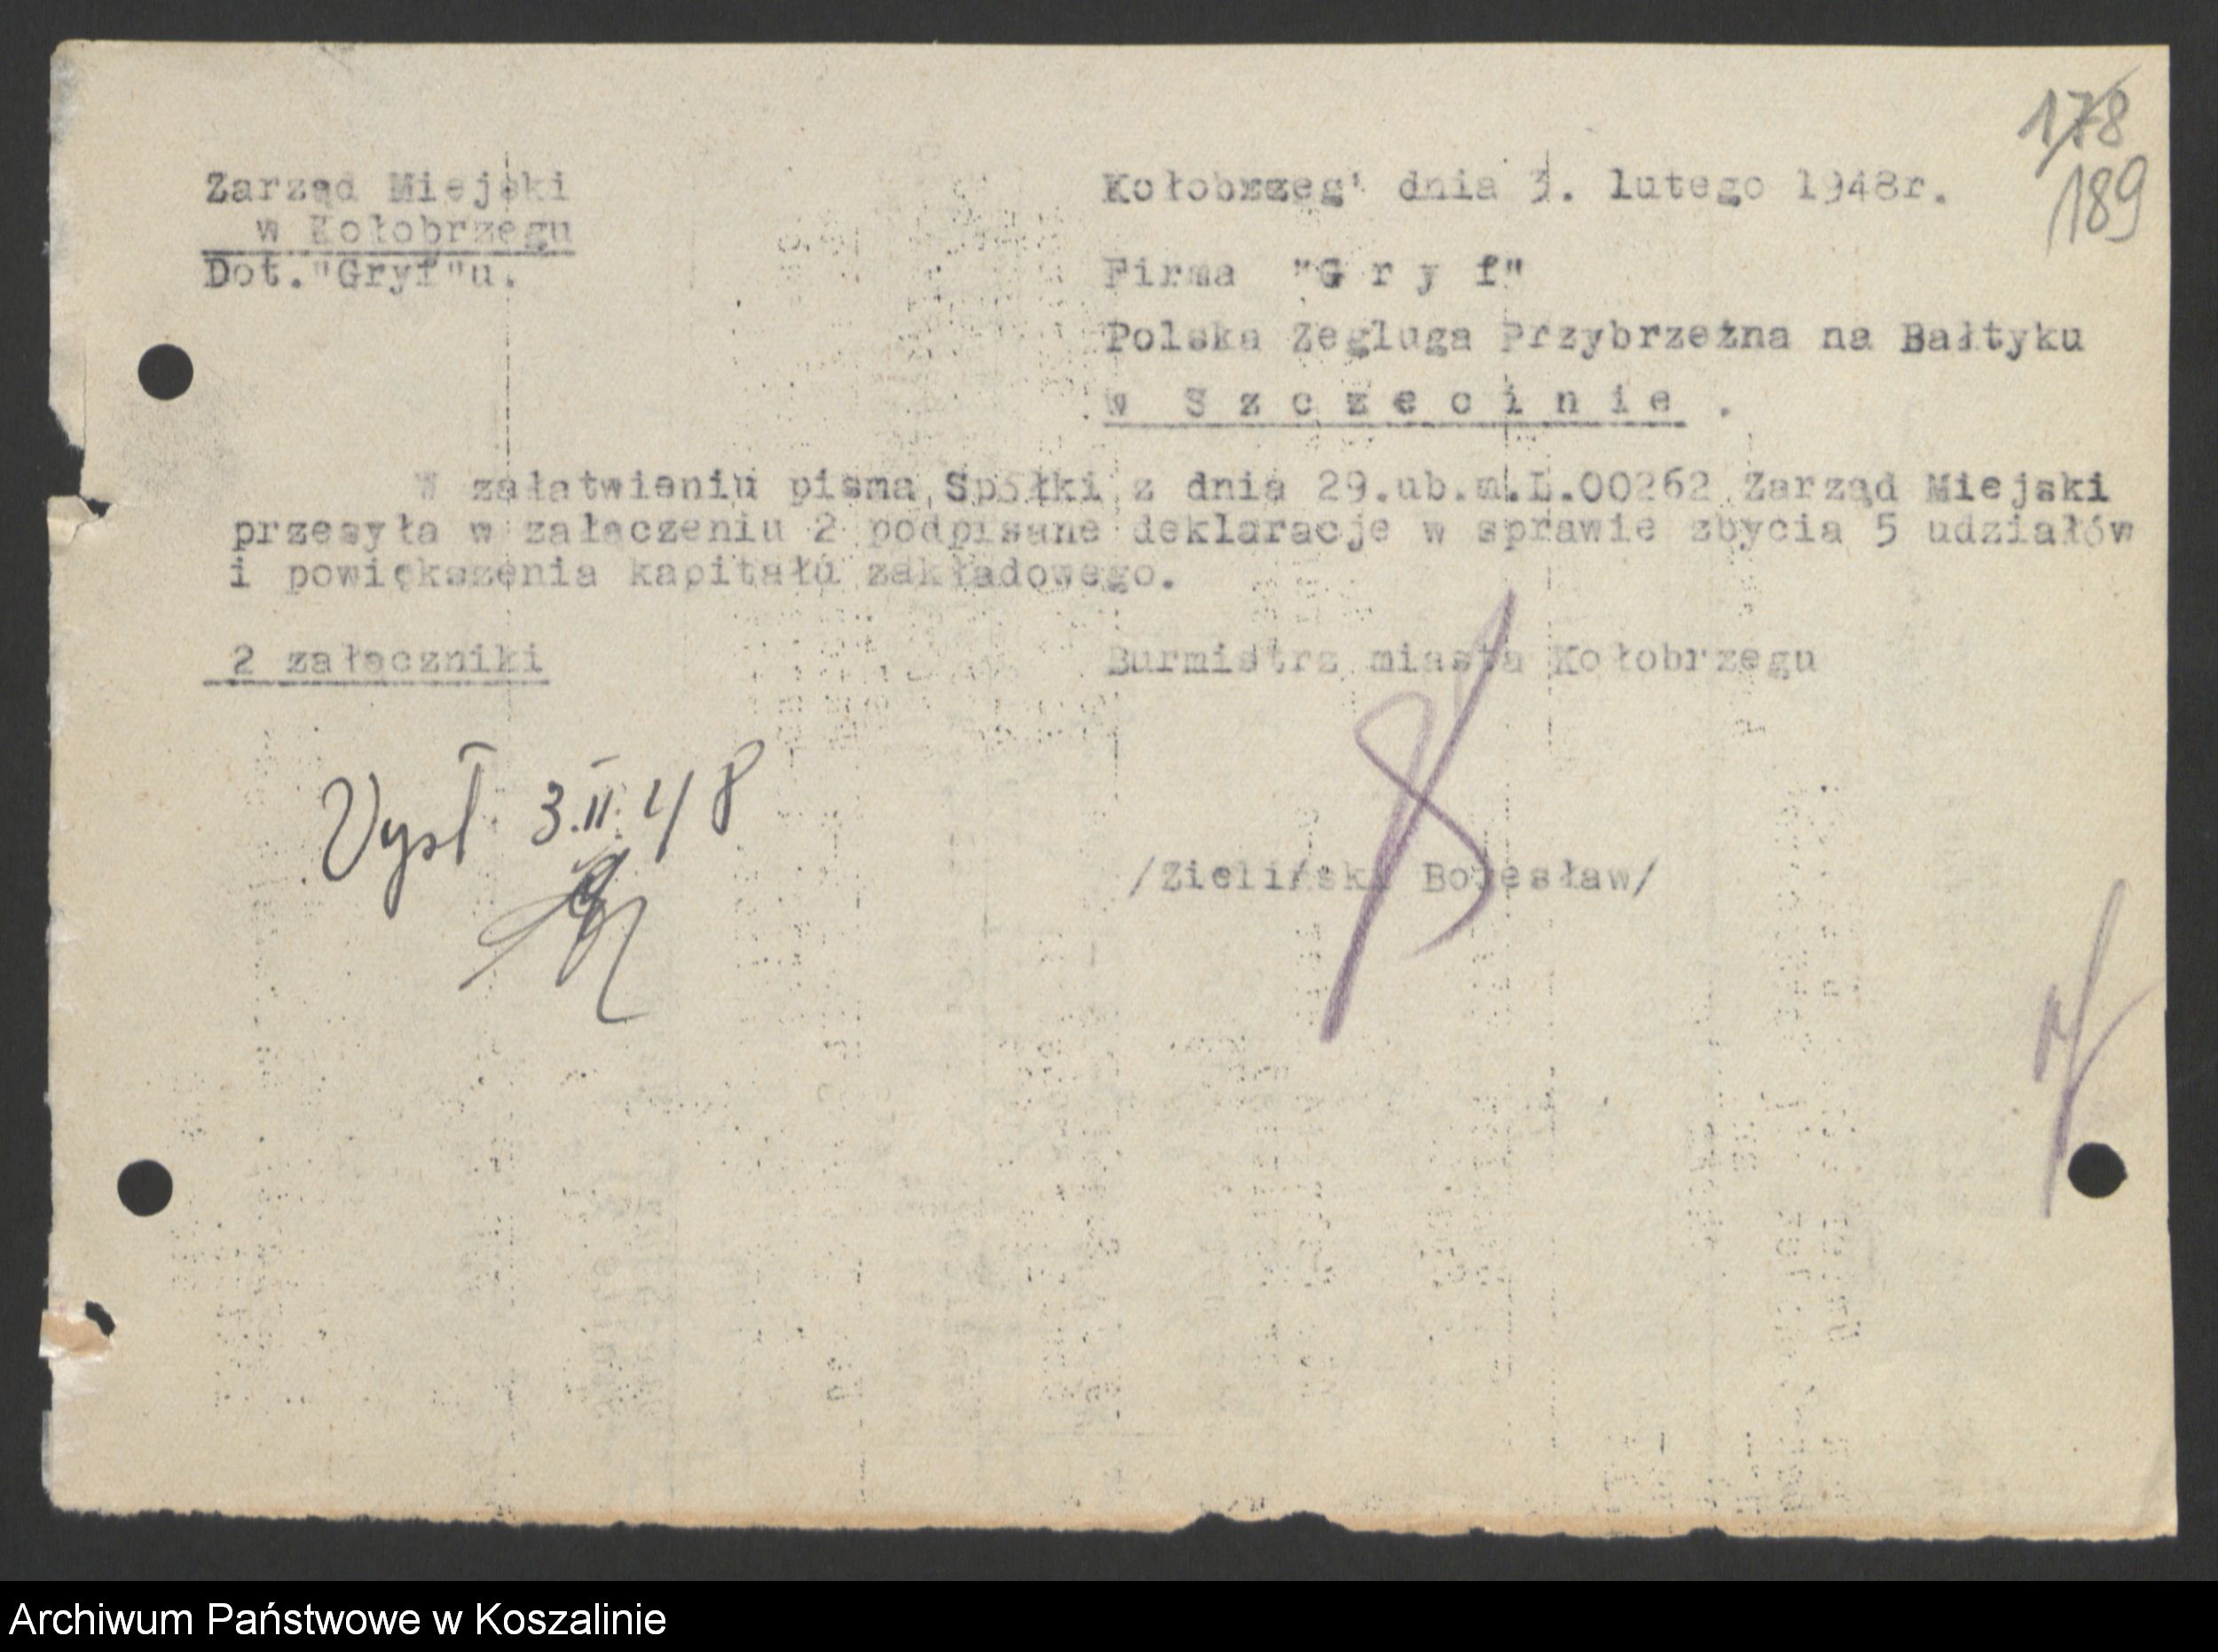 178
189
Zarząd Miejski
w Kołobrzegu
Dot."Gryf"u.
Kołobrzeg' dnia 3. lutego 1948r.
Firma "G r y f"
Polska Żegluga Przybrzeżna na Bałtyku
w S z c z e c i n i e .
W załatwieniu pisma Spółki z dnia 29.ub.m.L.00262 Zarząd Miejski
przesyła w załączeniu 2 podpisane deklaracje w sprawie zbycia 5 udziałów
i powiększenia kapitału zakładowego.
2 załączniki
Burmistrz miasta Kołobrzegu
Wysł 3.II.48
/Zieliński Bolesław/
Archiwum Państwowe w Koszalinie